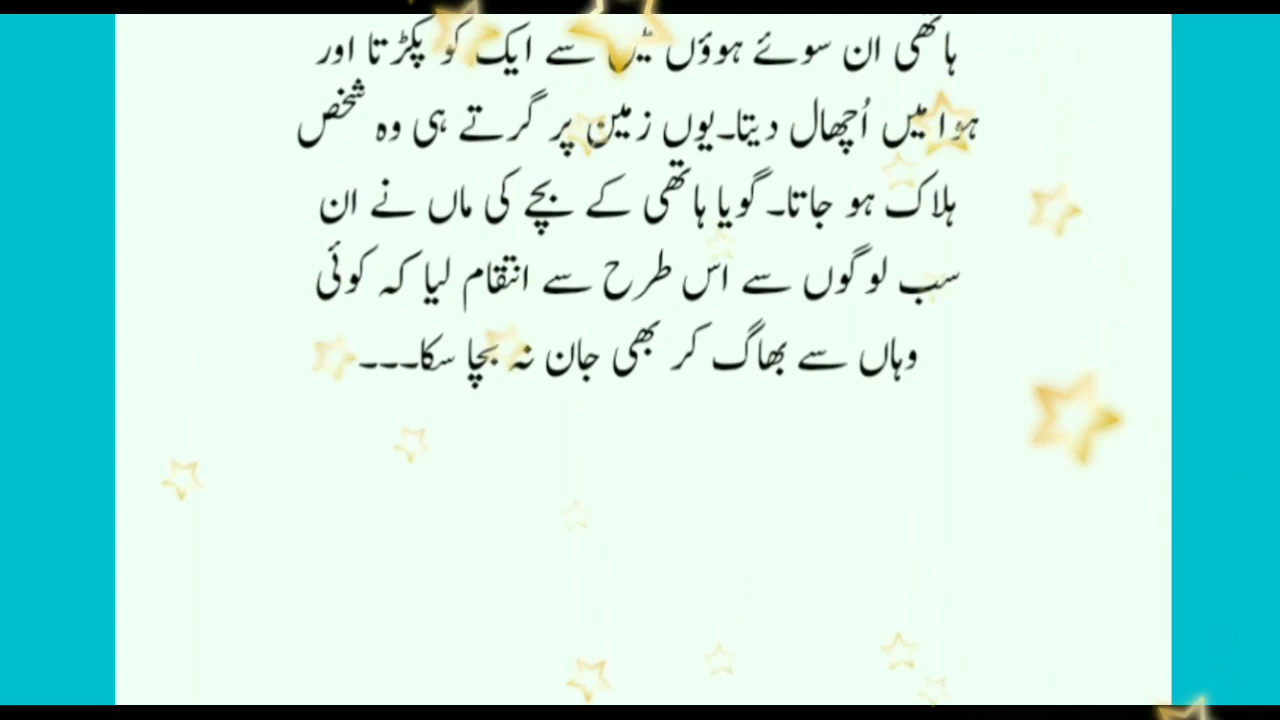 ہاتھی ان سوئے ہوؤں میں سے ایک کو پکڑتا اور
ہوا میں اُچھال دیتا۔یوں زمین پر گرتے ہی وہ شخص
ہلاک ہو جاتا۔ گویا ہاتھی کے بچے کی ماں نے ان
سب لوگوں سے اس طرح سے انتقام لیا کہ کوئی
وہاں سے بھاگ کر بھی جان نہ بچا سکا۔۔۔